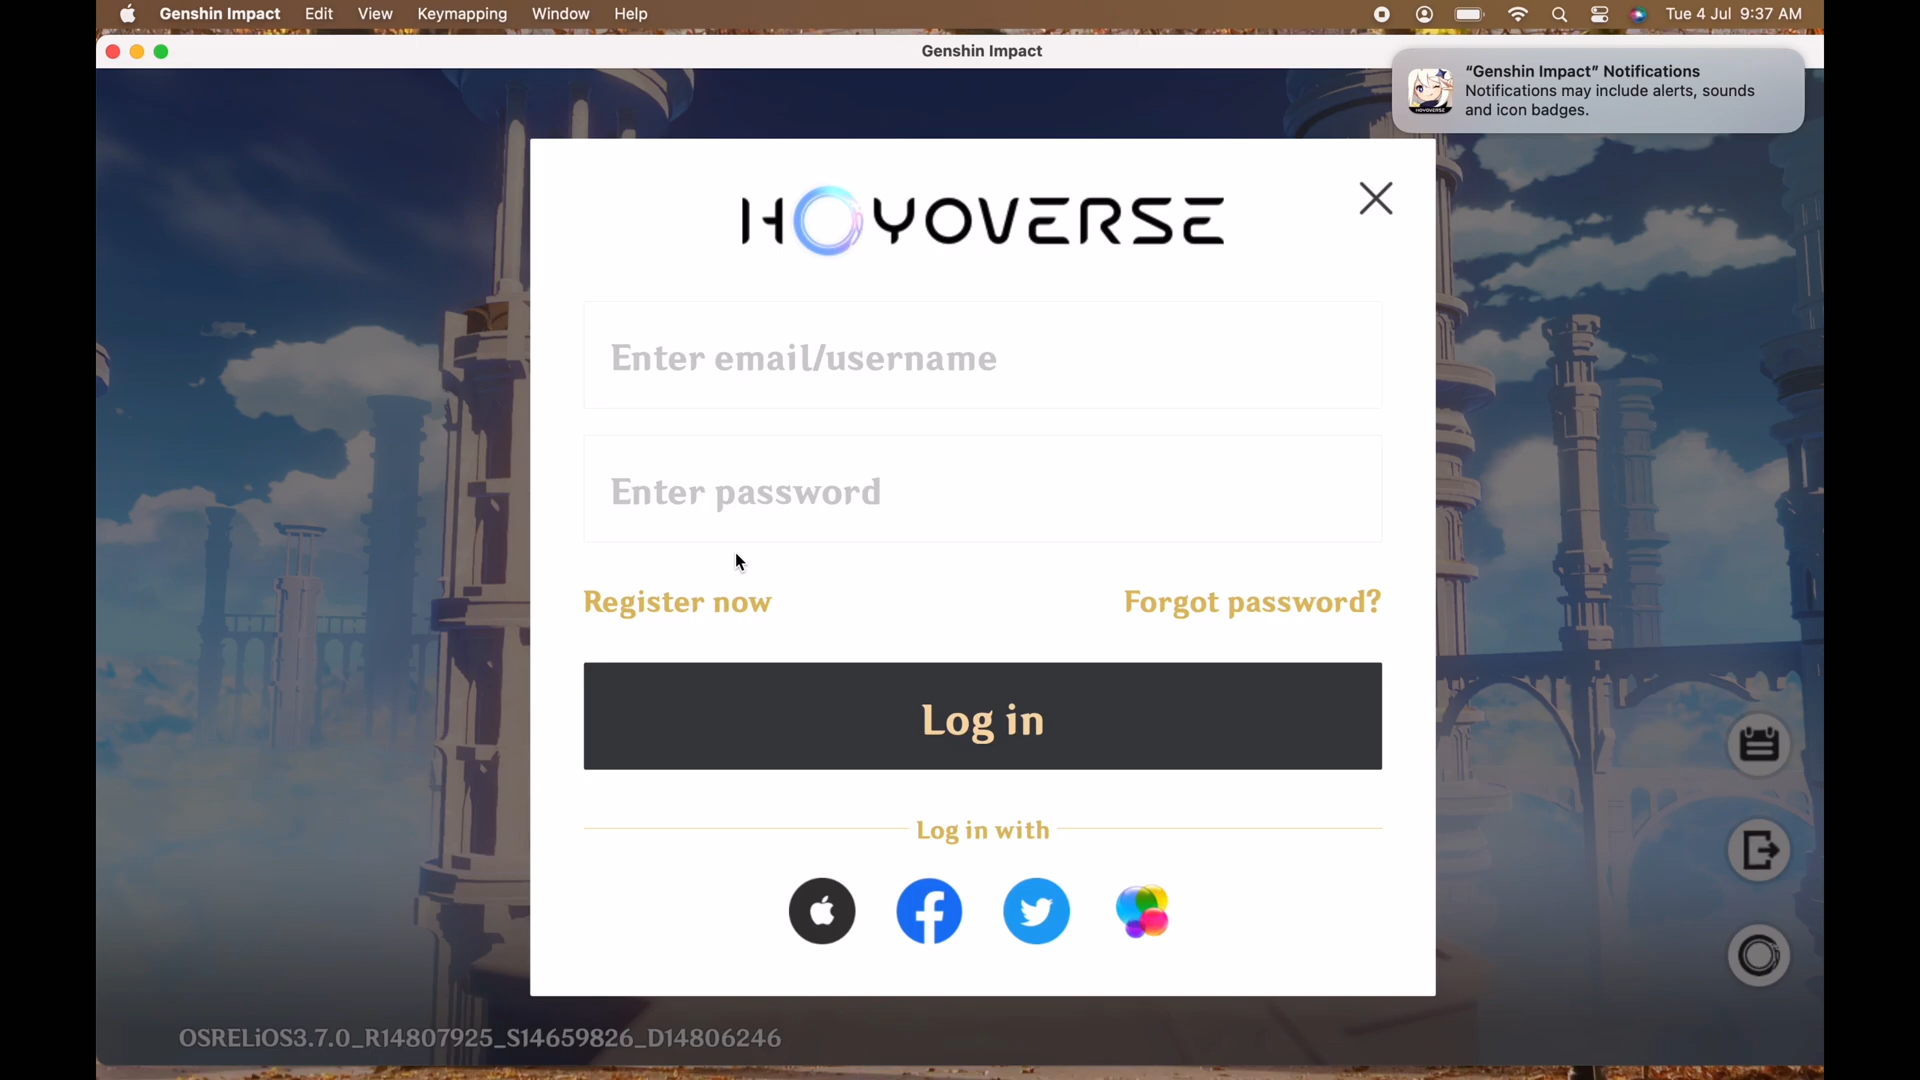 Genshin Impact Edit View Keymapping Window Help Tue 4 Jul 9:37 AM
Genshin Impact
"Genshin Impact" Notifications
Notifications may include alerts, sounds
and icon badges.
HOYOVERSE
HOYOVERSE
Enter email/username
Enter password
Register now Forgot password?
Log in
Log in with
OSRELiOS3.7.0_R14807925_S14659826_D14806246